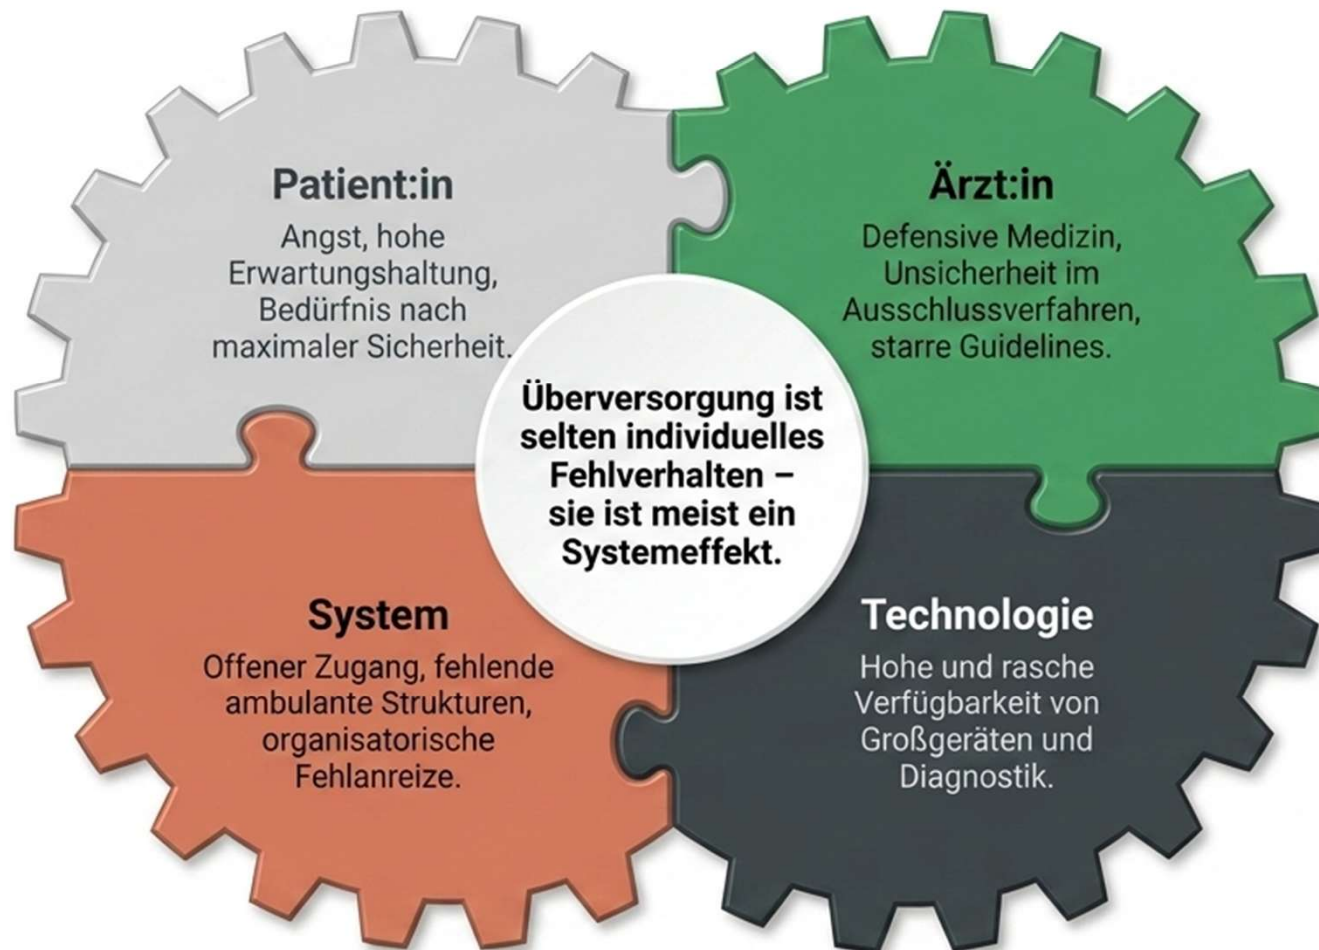 Patient:in
Angst, hohe
Erwartungshaltung,
Bedürfnis nach
maximaler Sicherheit.
Ärzt:in
Defensive Medizin,
Unsicherheit im
Ausschlussverfahren,
starre Guidelines.
Überversorgung ist
selten individuelles
Fehlverhalten –
sie ist meist ein
Systemeffekt.
System
Offener Zugang, fehlende
ambulante Strukturen,
organisatorische
Fehlanreize.
Technologie
Hohe und rasche
Verfügbarkeit von
Großgeräten und
Diagnostik.